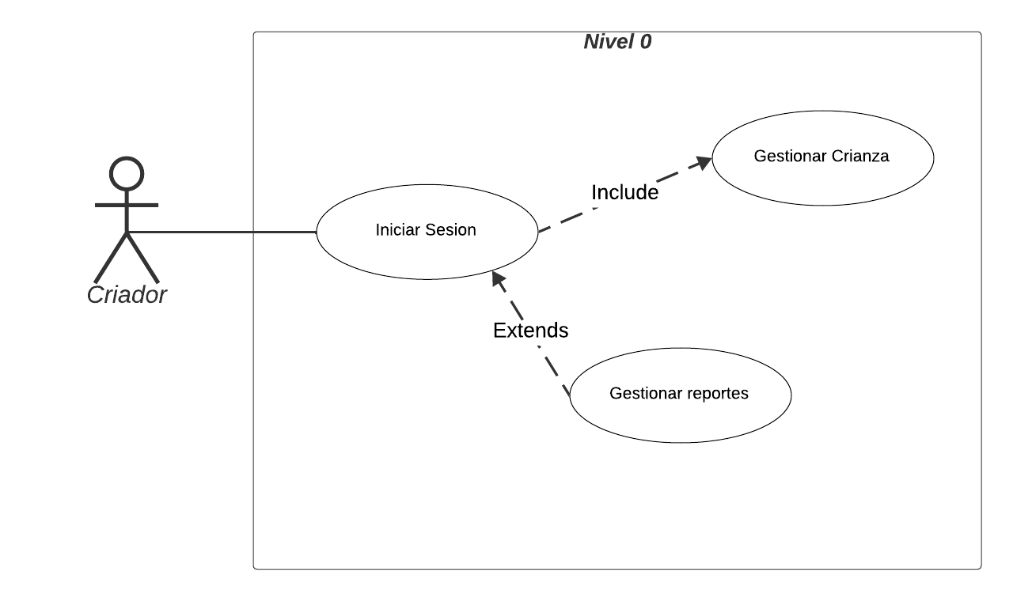 Nivel 0
Gestionar Crianza
Include
Iniciar Sesion
Criador
Extends
Gestionar reportes